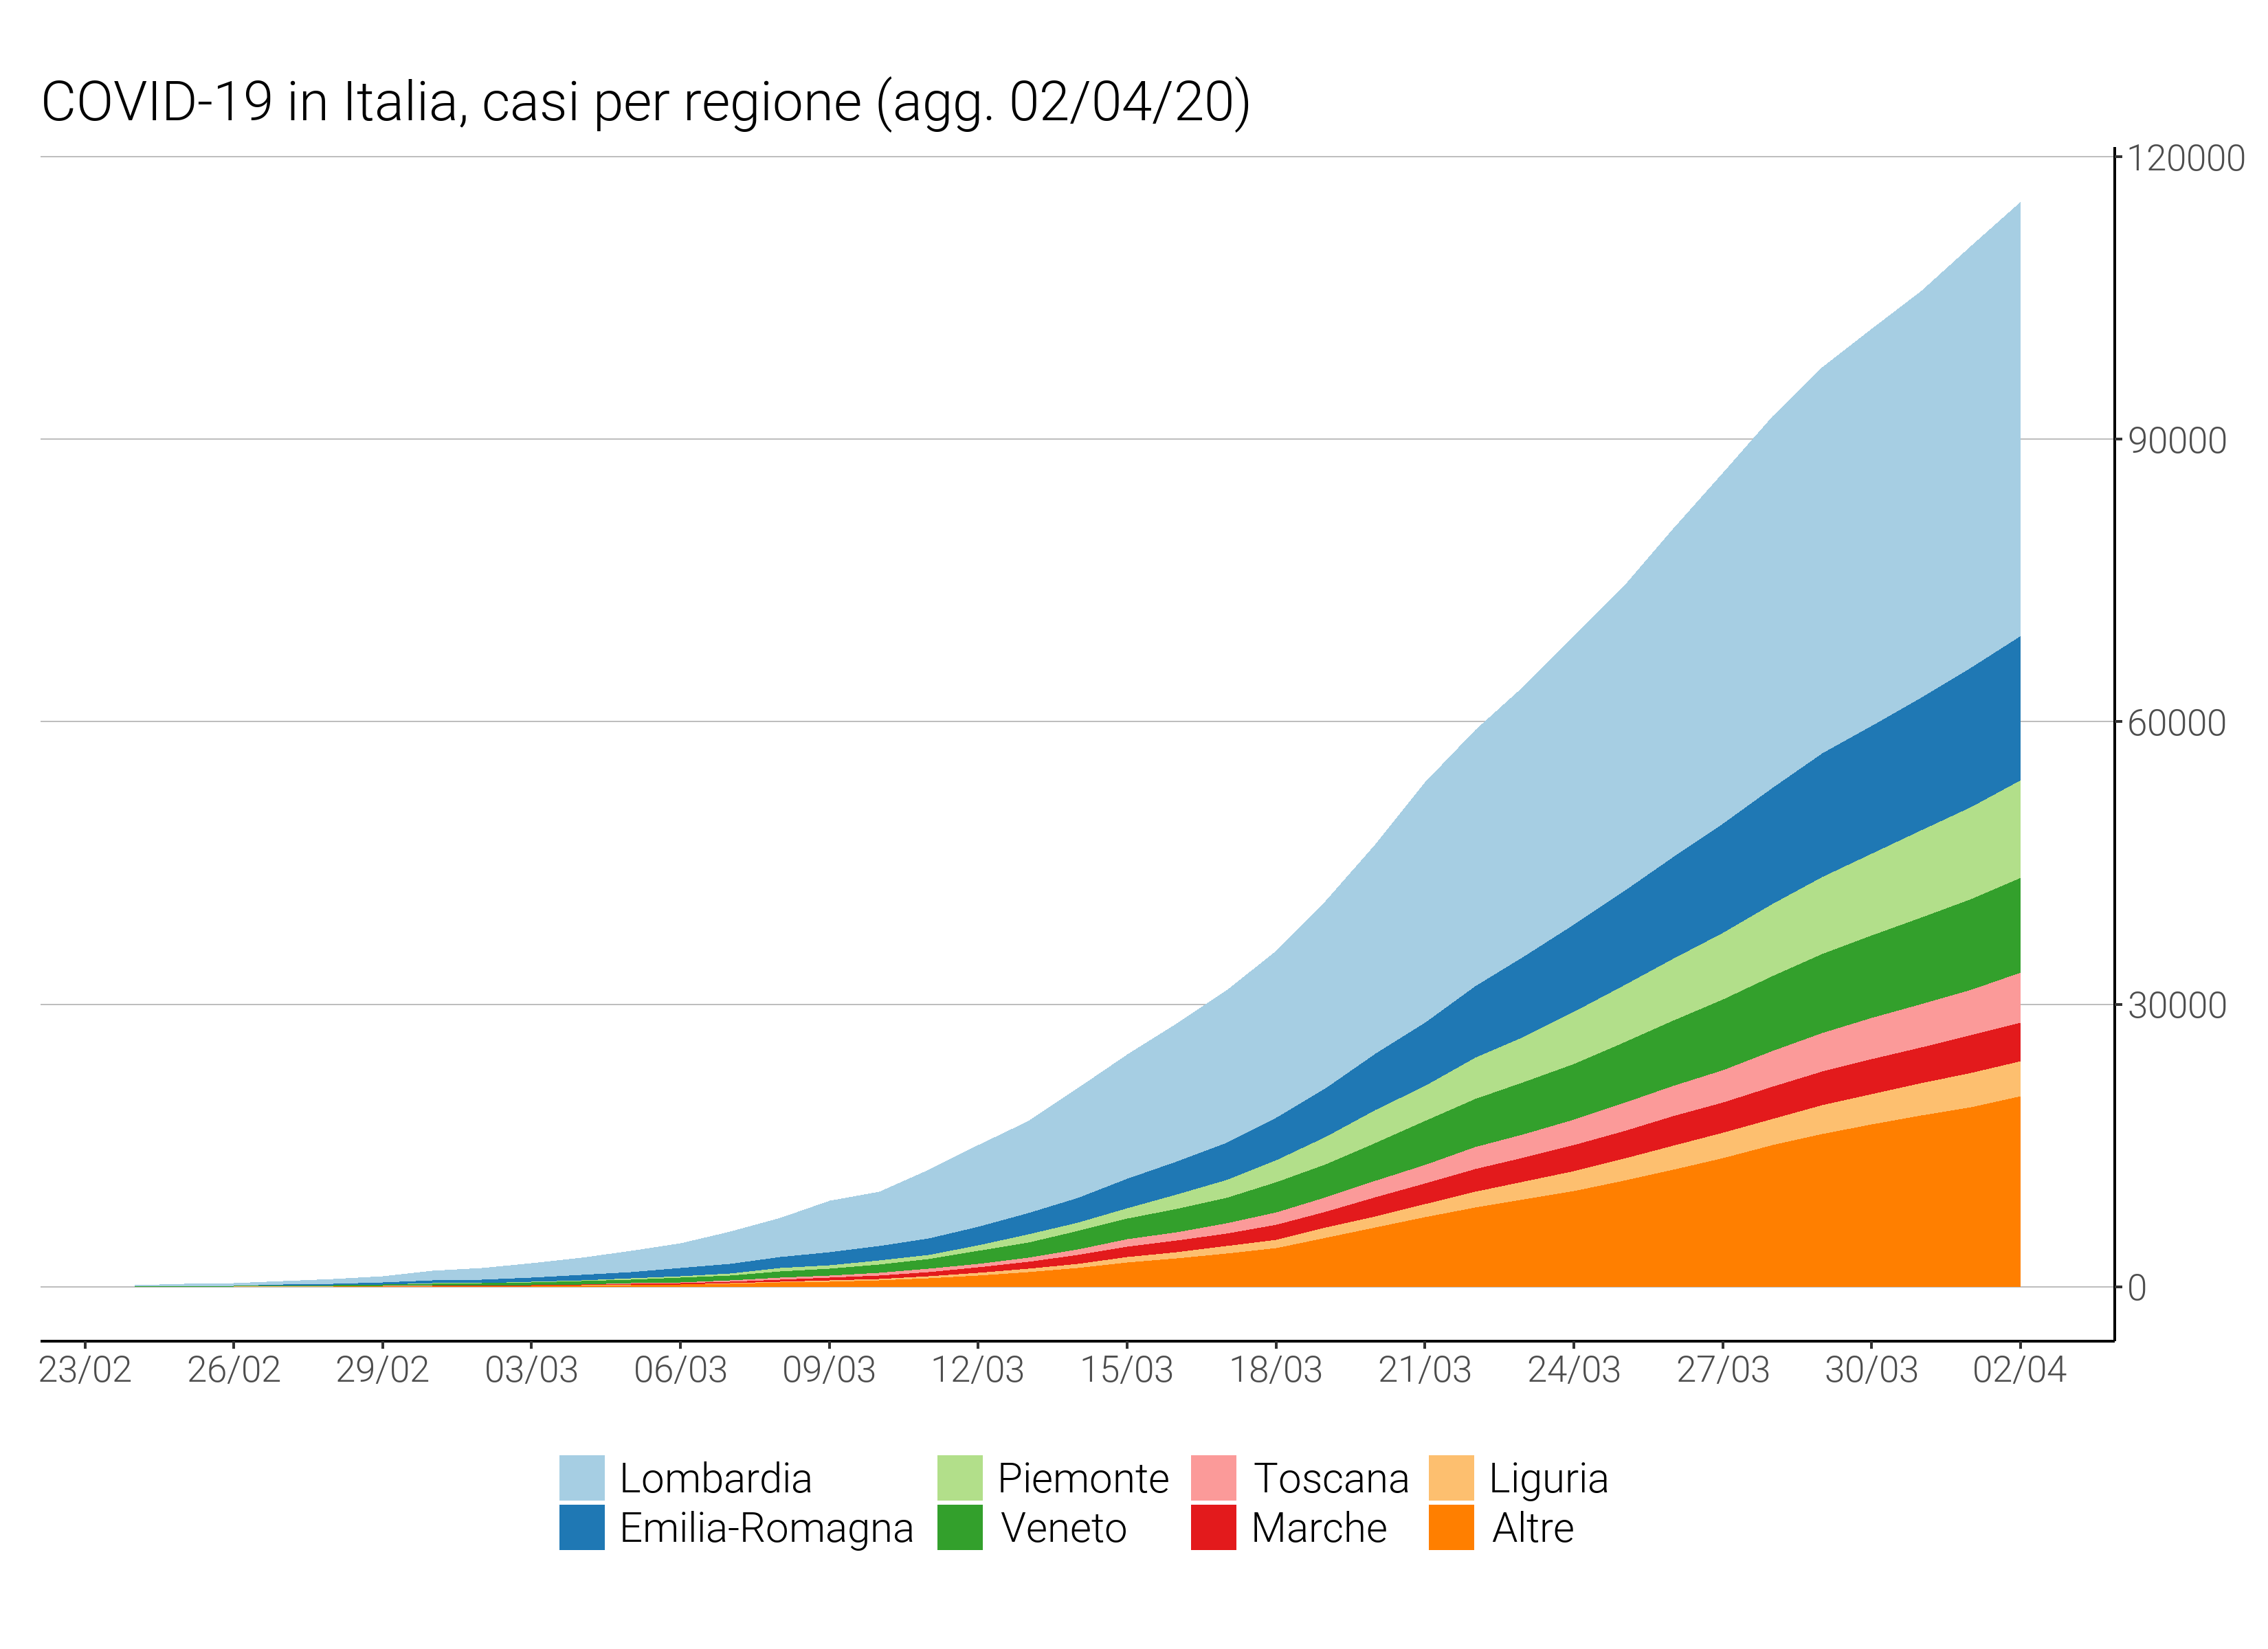 COVID-19 in Italia, casi per regione (agg. 02/04/20)
120000
90000
60000
30000
0
23/02 26/02 29/02 03/03 06/03 09/03 12/03 15/03 18/03 21/03 24/03 27/03 30/03 02/04
Lombardia Piemonte Toscana Liguria
Emilia-Romagna Veneto Marche Altre